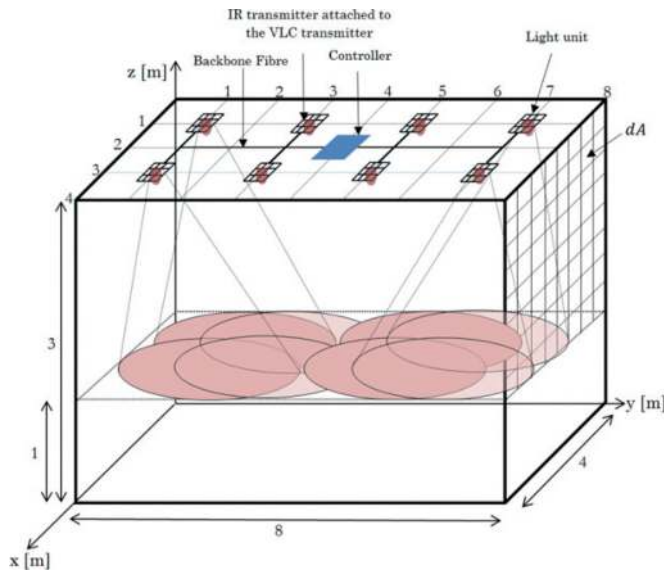 IR transmitter attached to
the VLC transmitter
Light unit
Controller
Backbone Fibre
z [m]
1
2
3
4
5
6
7
8
1
2
3
4
dA
3
1
y [m]
4
8
x [m]